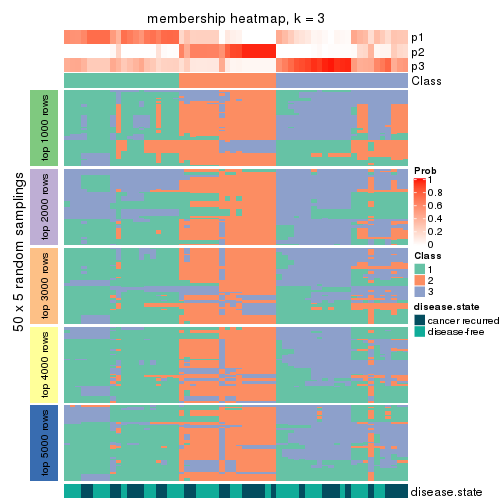 membership heatmap, k = 3
p1
p2
p3
Class
50 x 5 random samplings
top 1000 rows
top 2000 rows
top 3000 rows
top 4000 rows
top 5000 rows
Prob
1
0.8
0.6
0.4
0.2
0
Class
1
2
3
disease.state
cancer recurred
disease-free
disease.state